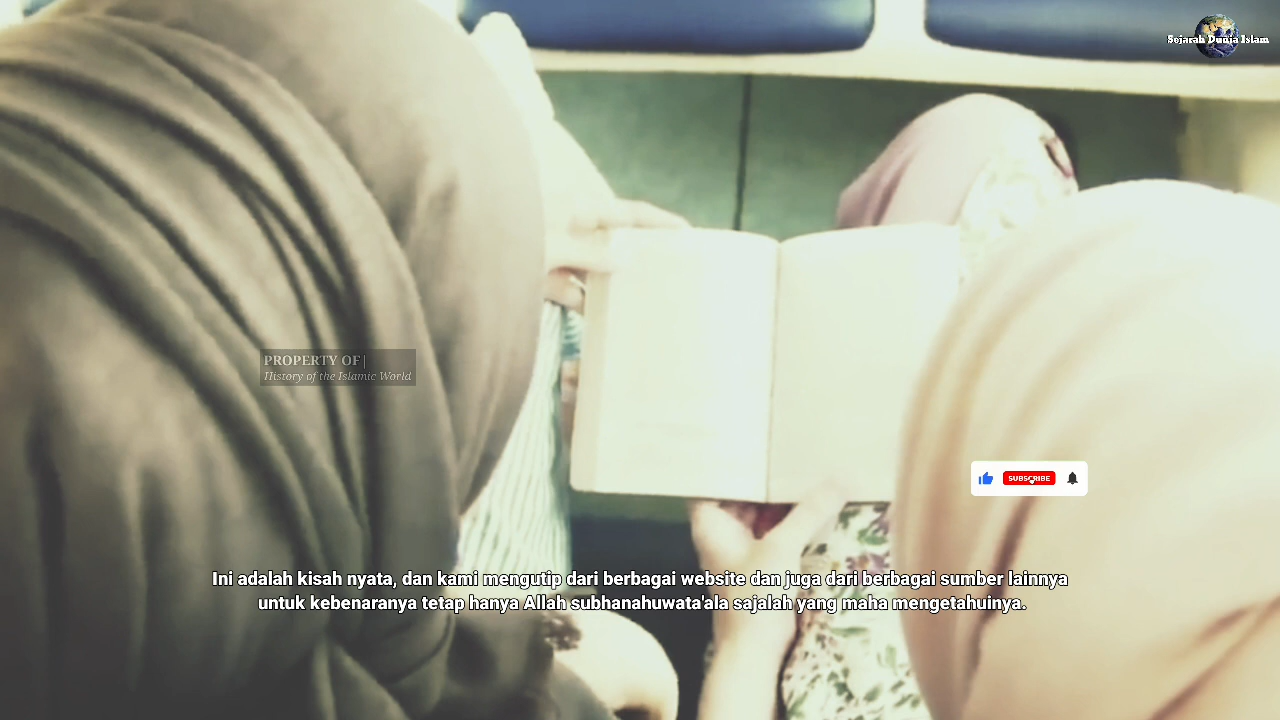 Sejarah Dunia Islam
PROPERTY OF
History of the Islamic World
SUBSCRIBE
Ini adalah kisah nyata, dan kami mengutip dari berbagai website dan juga dari berbagai sumber lainnya
untuk kebenaranya tetap hanya Allah subhanahuwata'ala sajalah yang maha mengetahuinya.